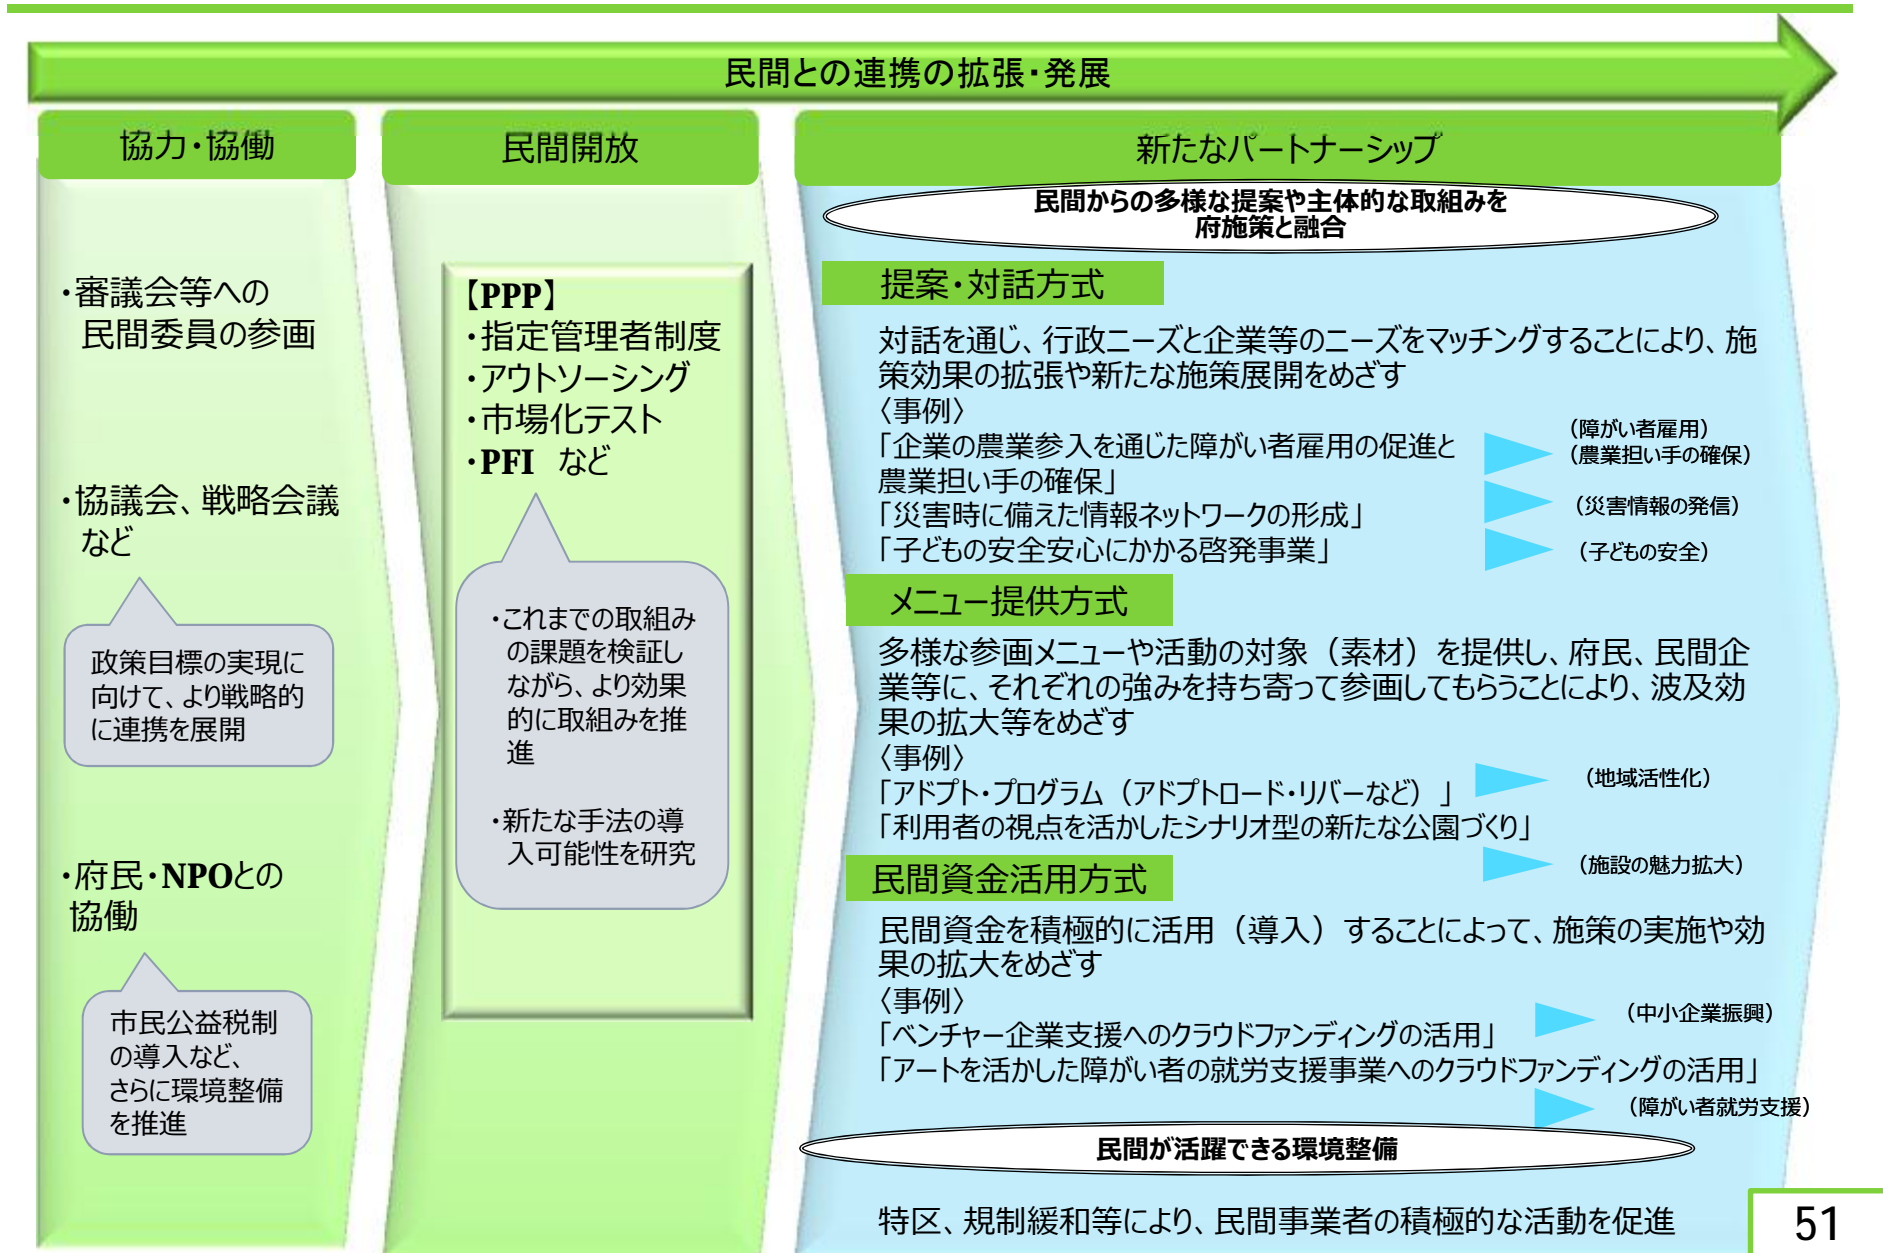 民間との連携の拡張・発展
協力・協働
・審議会等への
民間委員の参画
・協議会、戦略会議
など
政策目標の実現に
向けて、より戦略的
に連携を展開
・府民・NPOとの
協働
市民公益税制
の導入など、
さらに環境整備
を推進
民間開放
【PPP】
・指定管理者制度
・アウトソーシング
・市場化テスト
・PFI など
・これまでの取組み
の課題を検証し
ながら、より効果
的に取組みを推
進
・新たな手法の導
入可能性を研究
新たなパートナーシップ
民間からの多様な提案や主体的な取組みを
府施策と融合
提案・対話方式
対話を通じ、行政ニーズと企業等のニーズをマッチングすることにより、施
策効果の拡張や新たな施策展開をめざす
〈事例〉
「企業の農業参入を通じた障がい者雇用の促進と
農業担い手の確保」
（障がい者雇用）
（農業担い手の確保）
「災害時に備えた情報ネットワークの形成」
（災害情報の発信）
「子どもの安全安心にかかる啓発事業」
（子どもの安全）
メニュー提供方式
多様な参画メニューや活動の対象（素材）を提供し、府民、民間企
業等に、それぞれの強みを持ち寄って参画してもらうことにより、波及効
果の拡大等をめざす
〈事例〉
「アドプト・プログラム（アドプトロード・リバーなど）」
（地域活性化）
「利用者の視点を活かしたシナリオ型の新たな公園づくり」
（施設の魅力拡大）
民間資金活用方式
民間資金を積極的に活用（導入）することによって、施策の実施や効
果の拡大をめざす
〈事例〉
「ベンチャー企業支援へのクラウドファンディングの活用」
（中小企業振興）
「アートを活かした障がい者の就労支援事業へのクラウドファンディングの活用」
（障がい者就労支援）
民間が活躍できる環境整備
特区、規制緩和等により、民間事業者の積極的な活動を促進
51